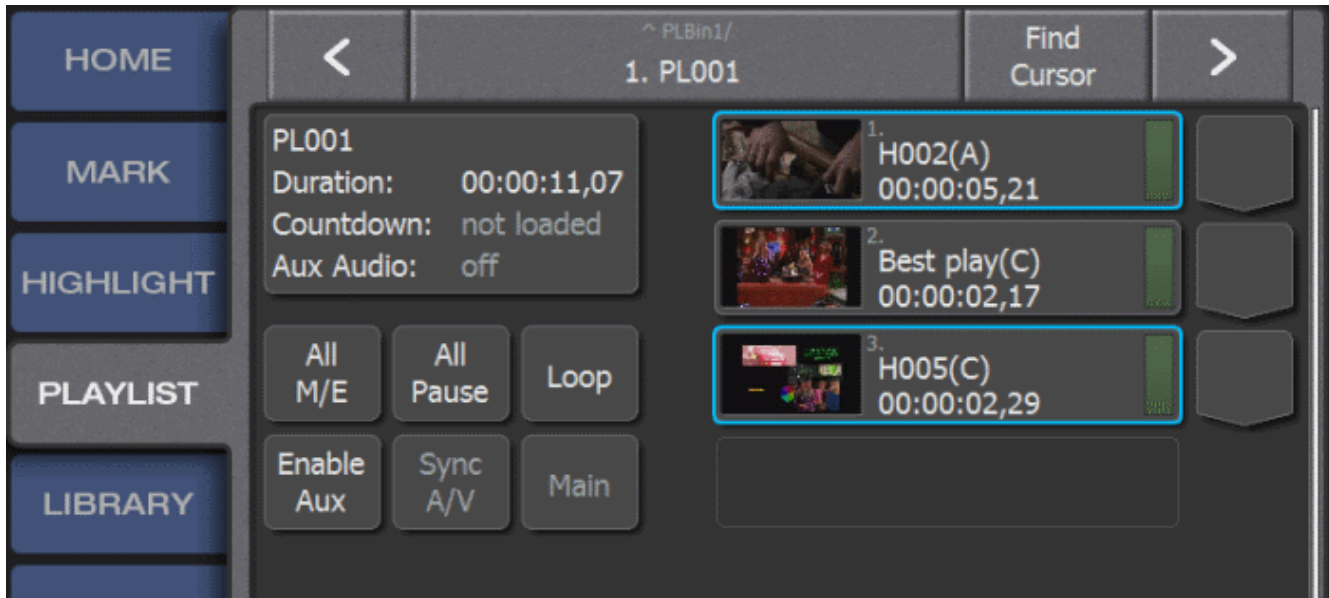 HOME
MARK
HIGHLIGHT
PLAYLIST
LIBRARY
<
^ PLBin1/
1. PL001
Find
Cursor
>
PL001
Duration: 00:00:11,07
Countdown: not loaded
Aux Audio: off
All
M/E
All
Pause
Loop
Enable
Aux
Sync
A/V
Main
1.
H002(A)
00:00:05,21
2.
Best play(C)
00:00:02,17
3.
H005(C)
00:00:02,29